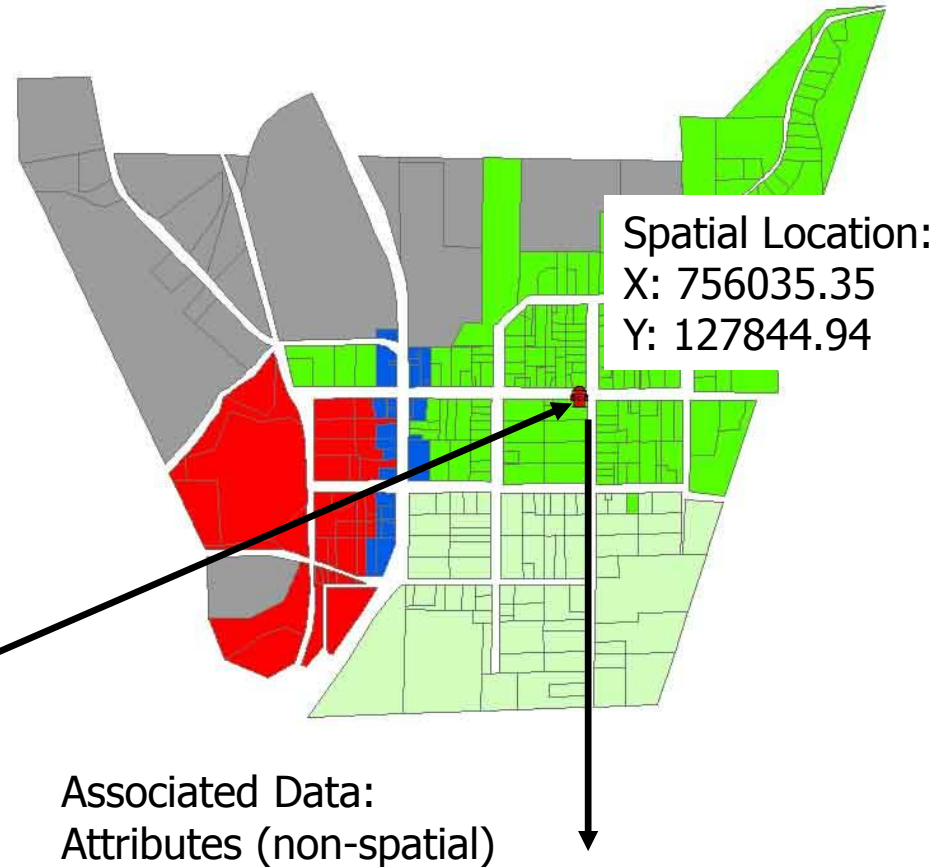 Spatial Location:
X: 756035.35
Y: 127844.94
Associated Data:
Attributes (non-spatial)